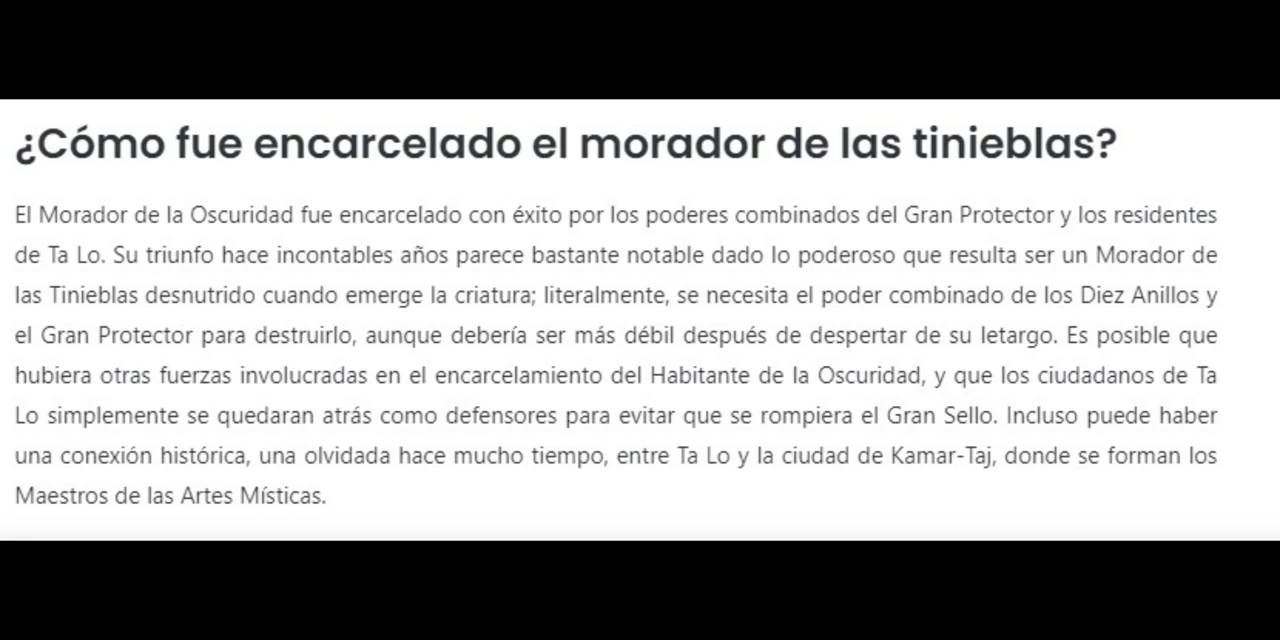 ¿Cómo fue encarcelado el morador de las tinieblas?
El Morador de la Oscuridad fue encarcelado con éxito por los poderes combinados del Gran Protector y los residentes
de Ta Lo. Su triunfo hace incontables años parece bastante notable dado lo poderoso que resulta ser un Morador de
las Tinieblas desnutrido cuando emerge la criatura; literalmente, se necesita el poder combinado de los Diez Anillos y
el Gran Protector para destruirlo, aunque debería ser más débil después de despertar de su letargo. Es posible que
hubiera otras fuerzas involucradas en el encarcelamiento del Habitante de la Oscuridad, y que los ciudadanos de Ta
Lo simplemente se quedaran atrás como defensores para evitar que se rompiera el Gran Sello. Incluso puede haber
una conexión histórica, una olvidada hace mucho tiempo, entre Ta Lo y la ciudad de Kamar-Taj, donde se forman los
Maestros de las Artes Místicas.